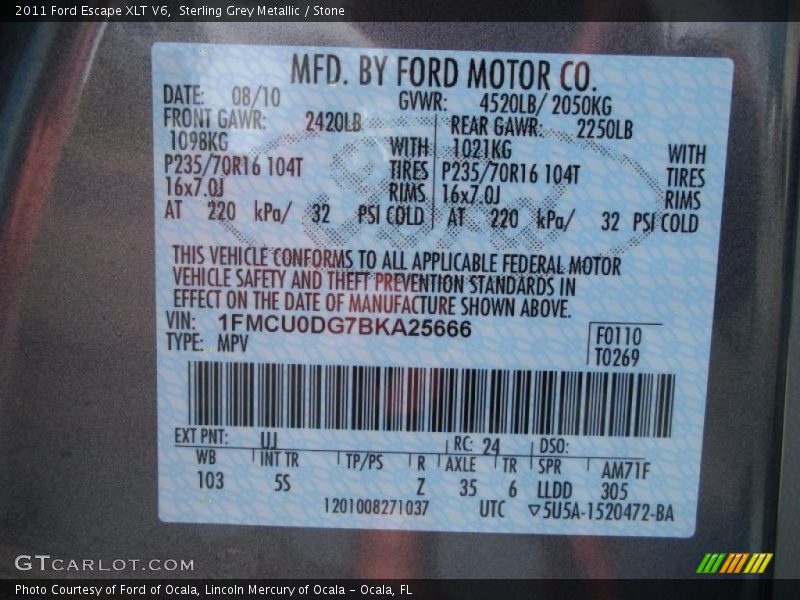 2011 Ford Escape XLT V6,  Sterling Grey Metallic / Stone
MFD. BY FORD MOTOR CO.
DATE: 08/10 GVWR: 4520LB/ 2050KG
FRONT GAWR: 2420LB REAR GAWR: 2250LB
1098KG WITH 1021KG WITH
P235/70R16 104T TIRES P235/70R16 104T TIRES
16x7.0J RIMS 16x7.0J RIMS
AT 220 kPa/ 32 PSI COLD AT 220 kPa/ 32 PSI COLD
THIS VEHICLE CONFORMS TO ALL APPLICABLE FEDERAL MOTOR
VEHICLE SAFETY AND THEFT PREVENTION STANDARDS IN
EFFECT ON THE DATE OF MANUFACTURE SHOWN ABOVE.
VIN: 1FMCU0DG7BKA25666 F0110
TYPE: MPV T0269
EXT PNT: UJ RC: 24 DSO:
WB INT TR TP/PS R AXLE TR SPR AM71F
103 5S Z 35 6 LLDD 305
1201008271037 UTC ▽5U5A-1520472-BA
GTCARLOT.COM
Photo Courtesy of Ford of Ocala, Lincoln Mercury of Ocala – Ocala, FL